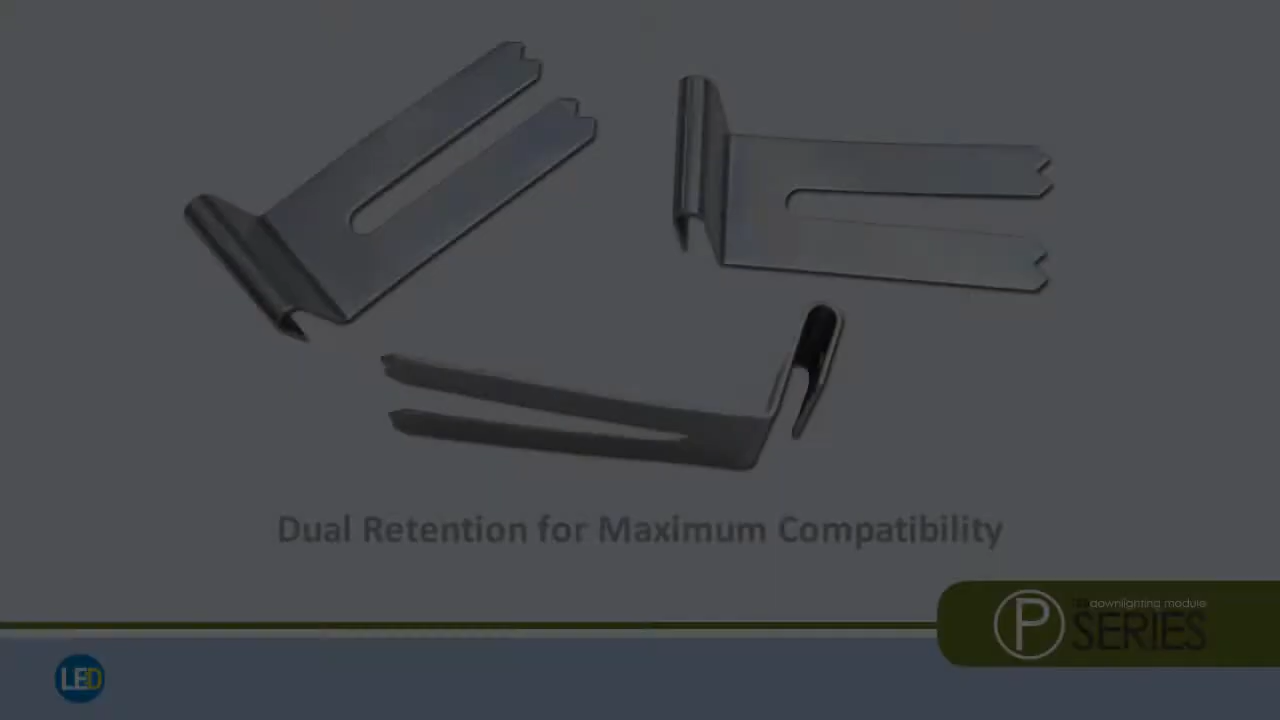 Dual Retention for Maximum Compatibility
downlighting module
P SERIES
LED